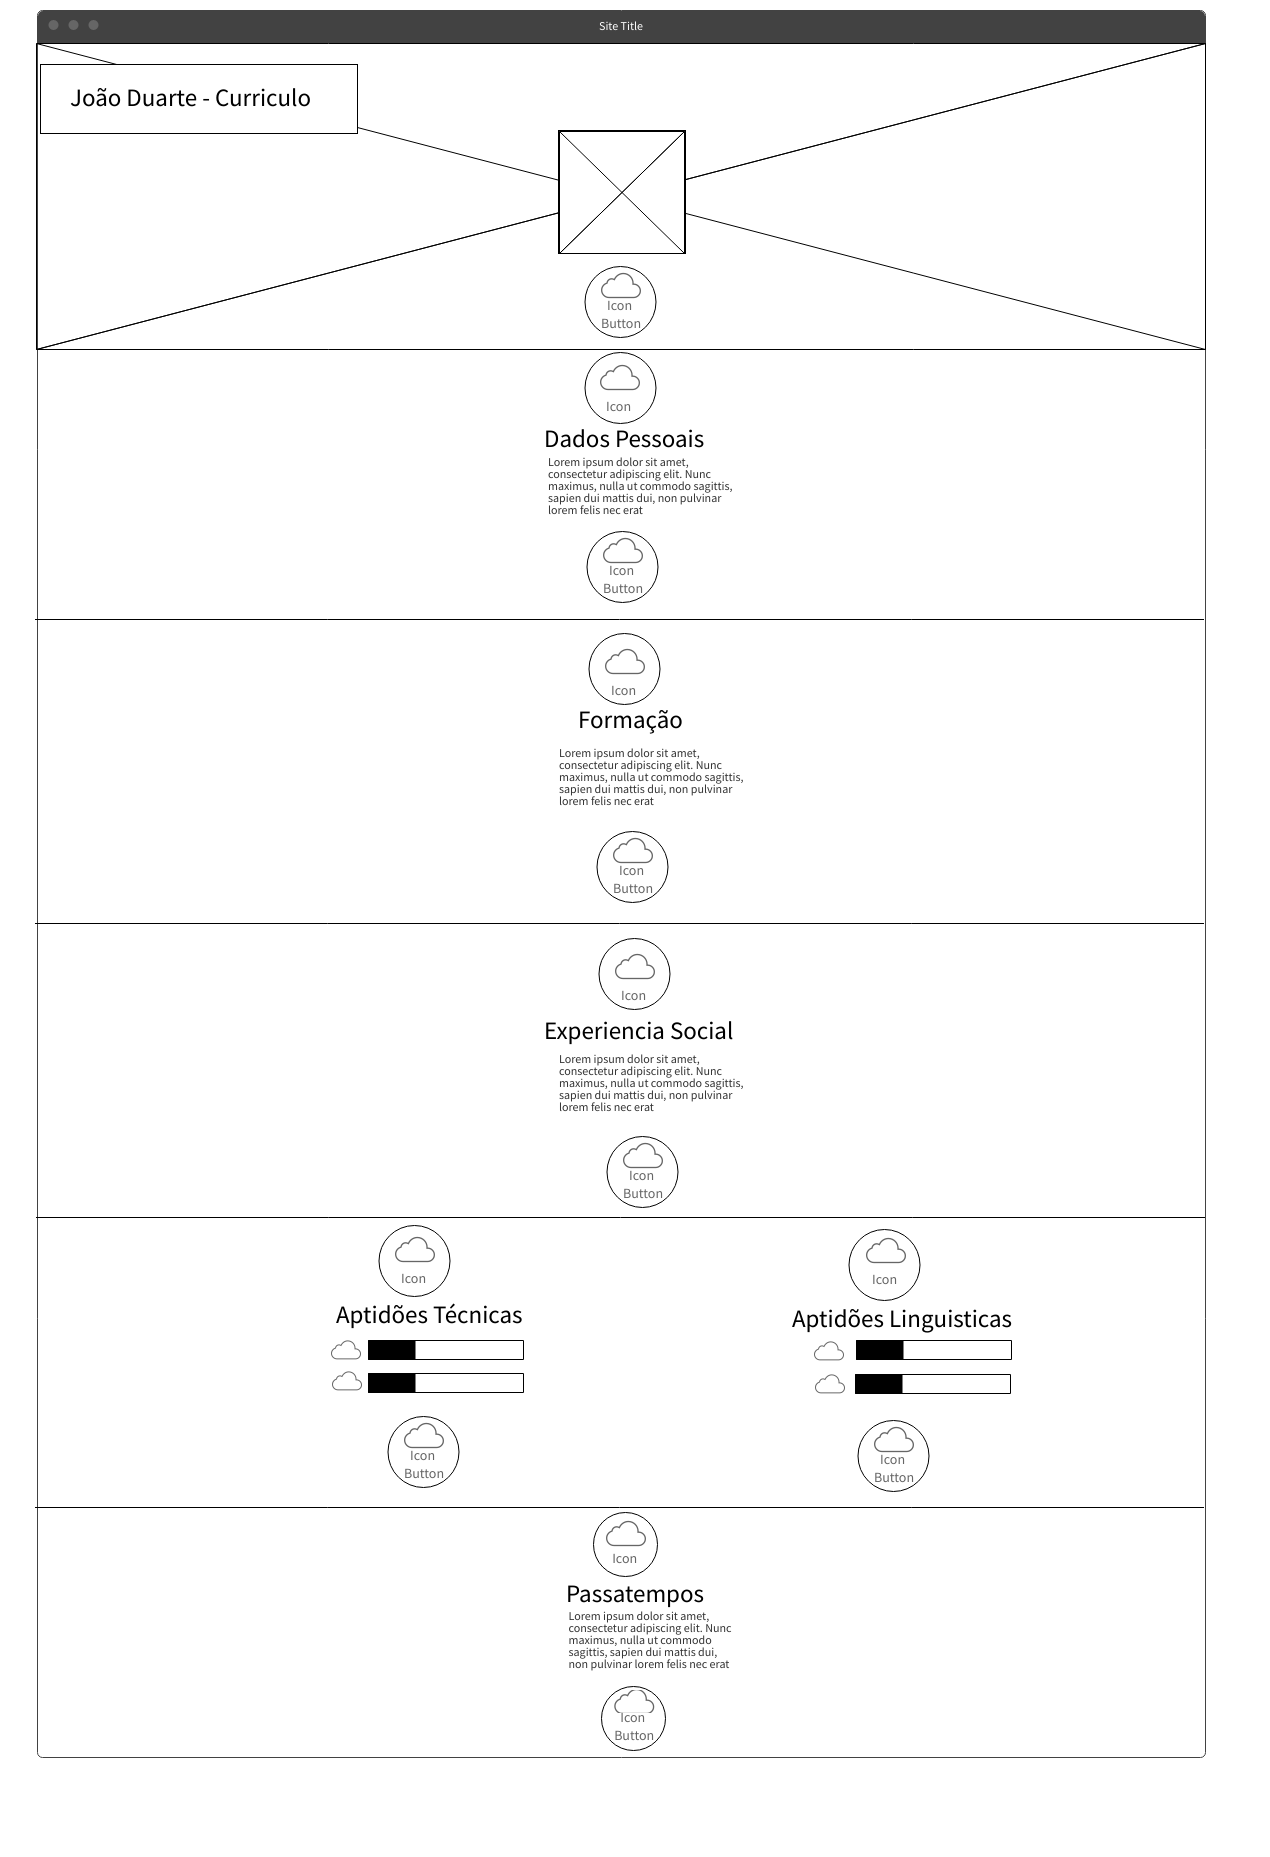 Site Title
João Duarte - Curriculo
Icon
Button
Icon
Dados Pessoais
Lorem ipsum dolor sit amet,
consectetur adipiscing elit. Nunc
maximus, nulla ut commodo sagittis,
sapien dui mattis dui, non pulvinar
lorem felis nec erat
Icon
Button
Icon
Formação
Lorem ipsum dolor sit amet,
consectetur adipiscing elit. Nunc
maximus, nulla ut commodo sagittis,
sapien dui mattis dui, non pulvinar
lorem felis nec erat
Icon
Button
Icon
Experiencia Social
Lorem ipsum dolor sit amet,
consectetur adipiscing elit. Nunc
maximus, nulla ut commodo sagittis,
sapien dui mattis dui, non pulvinar
lorem felis nec erat
Icon
Button
Icon
Aptidões Técnicas
Icon
Button
Icon
Aptidões Linguisticas
Icon
Button
Icon
Passatempos
Lorem ipsum dolor sit amet,
consectetur adipiscing elit. Nunc
maximus, nulla ut commodo
sagittis, sapien dui mattis dui,
non pulvinar lorem felis nec erat
Icon
Button